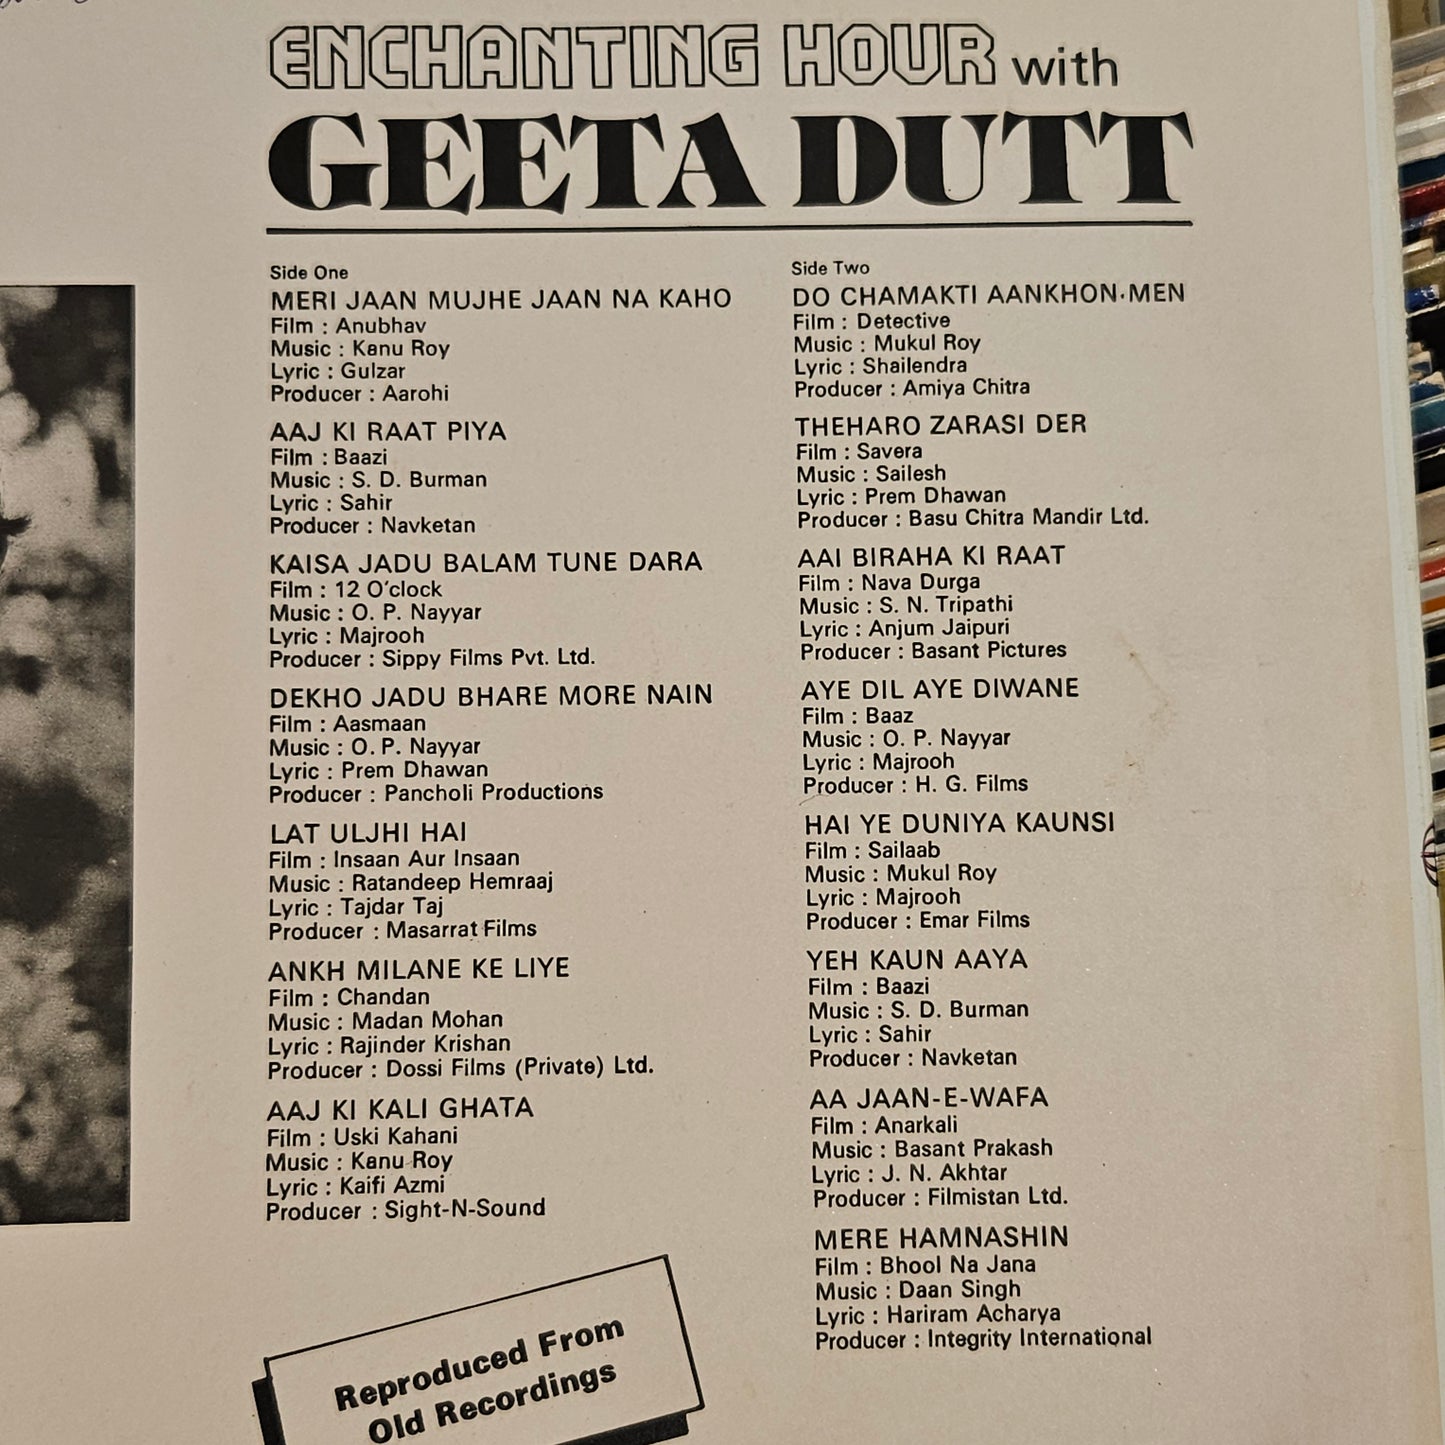 ENCHANTING HOUR with
GEETA DUTT
Side One
MERI JAAN MUJHE JAAN NA KAHO
Film : Anubhav
Music : Kanu Roy
Lyric : Gulzar
Producer : Aarohi
AAJ KI RAAT PIYA
Film : Baazi
Music : S. D. Burman
Lyric : Sahir
Producer : Navketan
KAISA JADU BALAM TUNE DARA
Film : 12 O'clock
Music : O. P. Nayyar
Lyric : Majrooh
Producer : Sippy Films Pvt. Ltd.
DEKHO JADU BHARE MORE NAIN
Film : Aasmaan
Music : O. P. Nayyar
Lyric : Prem Dhawan
Producer : Pancholi Productions
LAT ULJHI HAI
Film : Insaan Aur Insaan
Music : Ratandeep Hemraaj
Lyric : Tajdar Taj
Producer : Masarrat Films
ANKH MILANE KE LIYE
Film : Chandan
Music : Madan Mohan
Lyric : Rajinder Krishan
Producer : Dossi Films (Private) Ltd.
AAJ KI KALI GHATA
Film : Uski Kahani
Music : Kanu Roy
Lyric : Kaifi Azmi
Producer : Sight-N-Sound
Side Two
DO CHAMAKTI AANKHON·MEN
Film : Detective
Music : Mukul Roy
Lyric : Shailendra
Producer : Amiya Chitra
THEHARO ZARASI DER
Film : Savera
Music : Sailesh
Lyric : Prem Dhawan
Producer : Basu Chitra Mandir Ltd.
AAI BIRAHA KI RAAT
Film : Nava Durga
Music : S. N. Tripathi
Lyric : Anjum Jaipuri
Producer : Basant Pictures
AYE DIL AYE DIWANE
Film : Baaz
Music : O. P. Nayyar
Lyric : Majrooh
Producer : H. G. Films
HAI YE DUNIYA KAUNSI
Film : Sailaab
Music : Mukul Roy
Lyric : Majrooh
Producer : Emar Films
YEH KAUN AAYA
Film : Baazi
Music : S. D. Burman
Lyric : Sahir
Producer : Navketan
AA JAAN-E-WAFA
Film : Anarkali
Music : Basant Prakash
Lyric : J. N. Akhtar
Producer : Filmistan Ltd.
MERE HAMNASHIN
Film : Bhool Na Jana
Music : Daan Singh
Lyric : Hariram Acharya
Producer : Integrity International
Reproduced From
Old Recordings